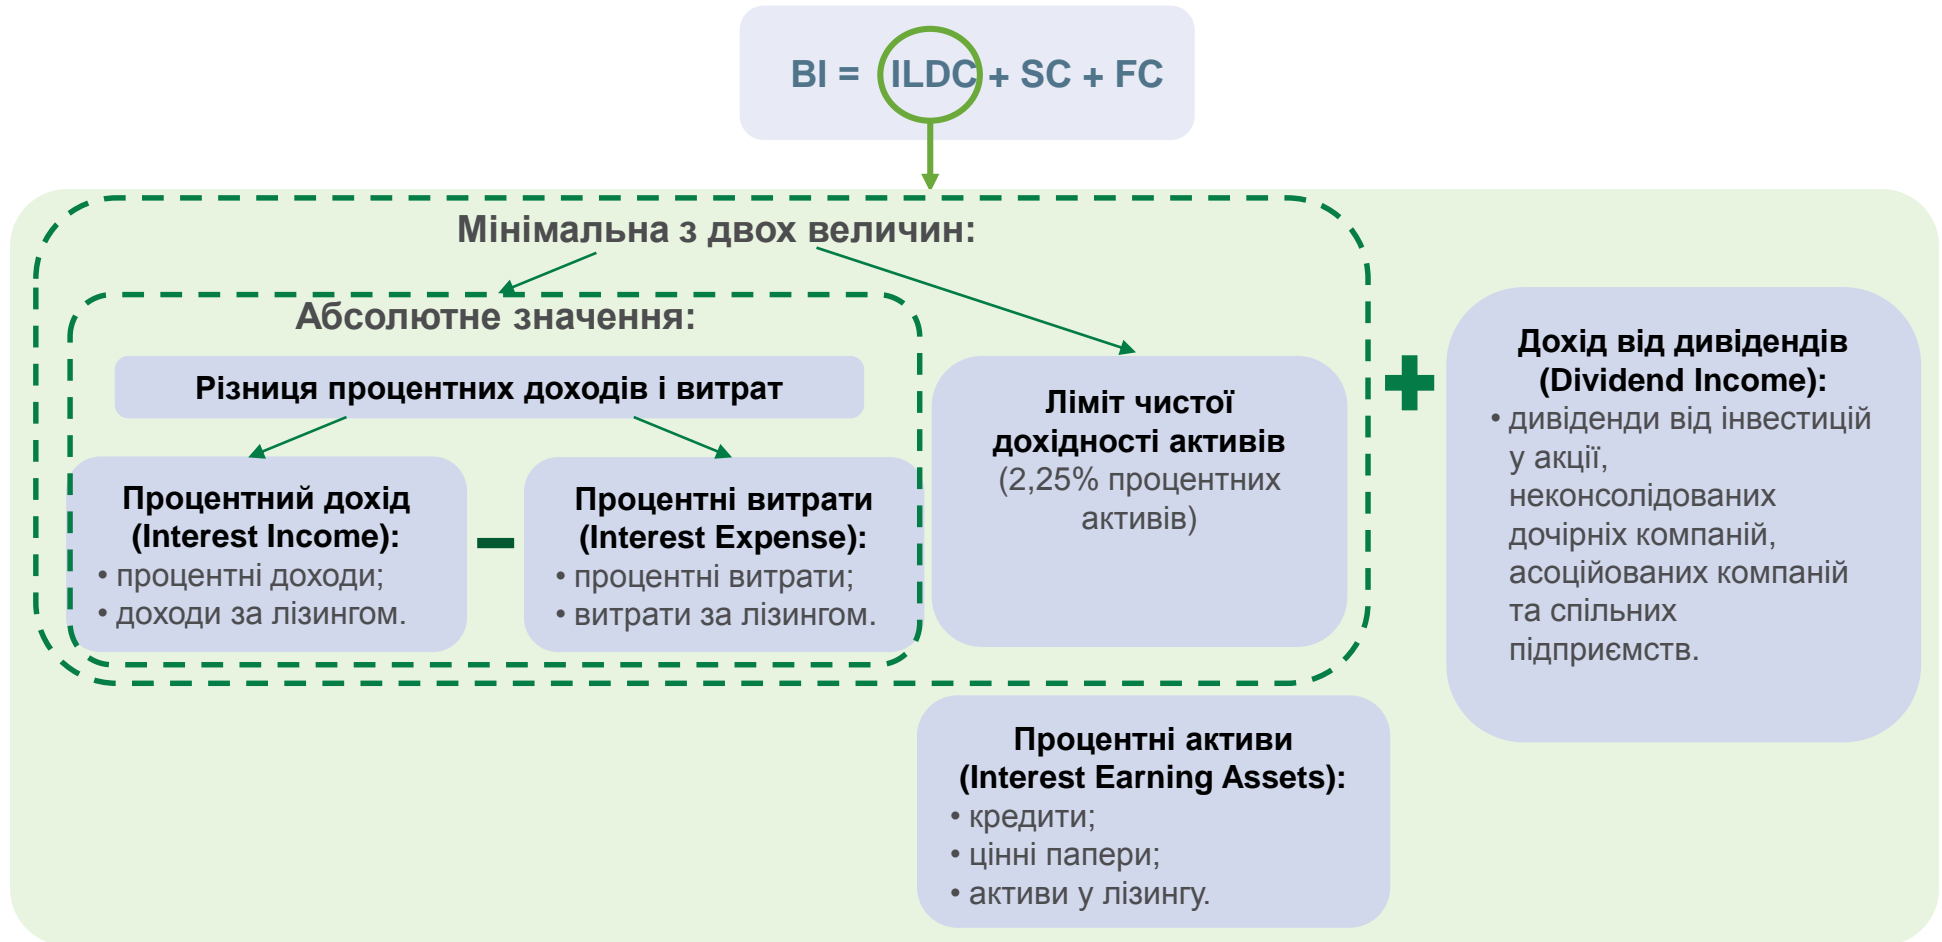 BI = ILDC + SC + FC
Мінімальна з двох величин:
Абсолютне значення:
Різниця процентних доходів і витрат
Процентний дохід
(Interest Income):
• процентні доходи;
• доходи за лізингом.
Процентні витрати
(Interest Expense):
• процентні витрати;
• витрати за лізингом.
Ліміт чистої
дохідності активів
(2,25% процентних
активів)
Дохід від дивідендів
(Dividend Income):
• дивіденди від інвестицій
у акції,
неконсолідованих
дочірніх компаній,
асоційованих компаній
та спільних
підприємств.
Процентні активи
(Interest Earning Assets):
• кредити;
• цінні папери;
• активи у лізингу.